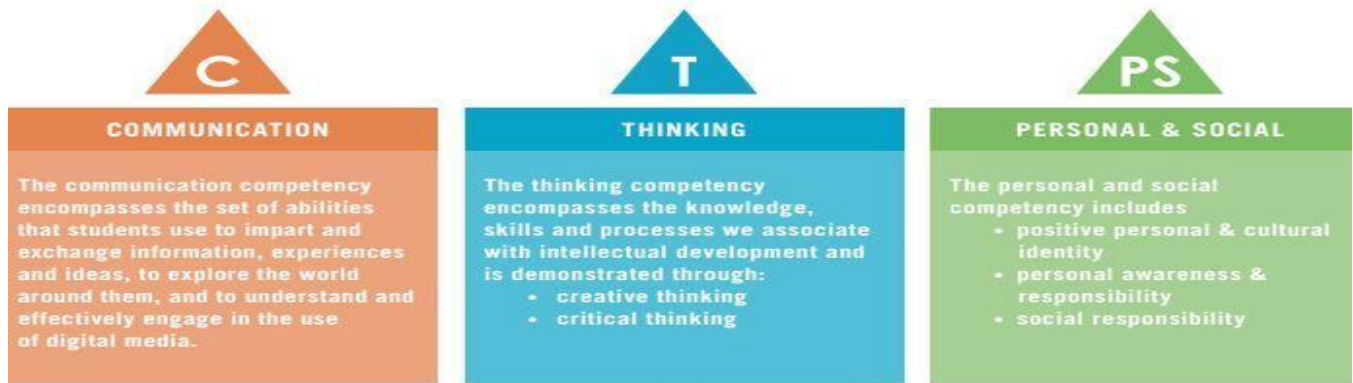 C
COMMUNICATION
The communication competency
encompasses the set of abilities
that students use to impart and
exchange information, experiences
and ideas, to explore the world
around them, and to understand and
effectively engage in the use
of digital media.
T
THINKING
The thinking competency
encompasses the knowledge,
skills and processes we associate
with intellectual development and
is demonstrated through:
• creative thinking
• critical thinking
PS
PERSONAL & SOCIAL
The personal and social
competency includes
• positive personal & cultural
identity
• personal awareness &
responsibility
• social responsibility